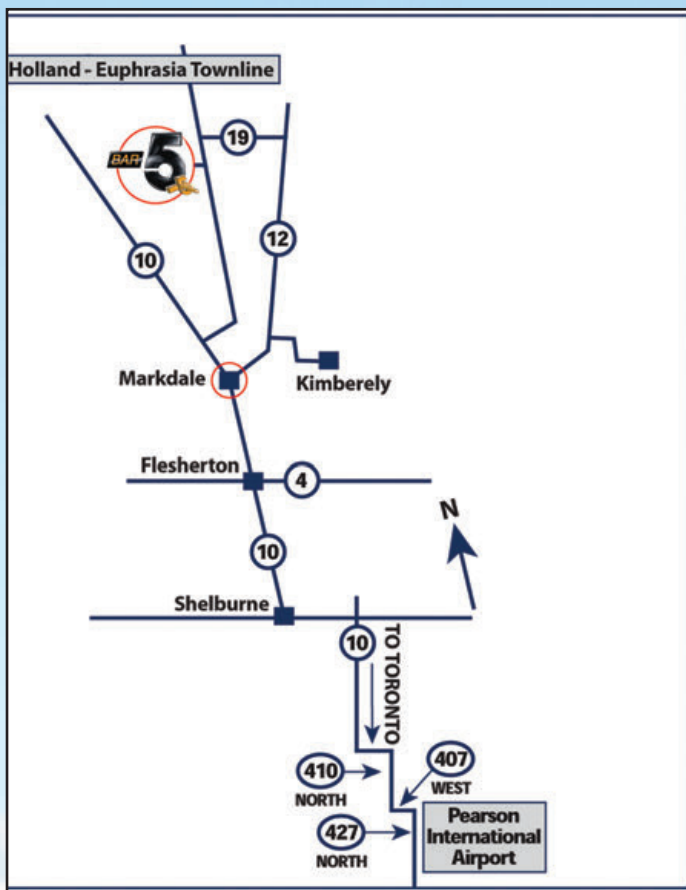 Holland - Euphrasia Townline
BAR 5
19
12
10
Markdale
Kimberely
Flesherton
4
N
10
Shelburne
10
TO TORONTO
410
NORTH
407
WEST
427
NORTH
Pearson
International
Airport